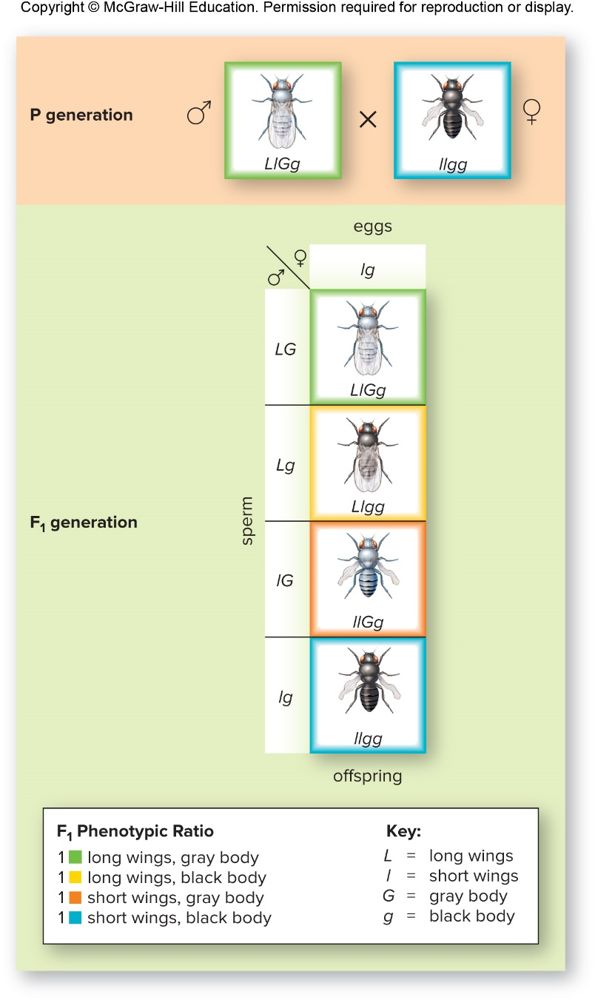 Copyright © McGraw-Hill Education. Permission required for reproduction or display.
P generation ♂ × ♀
LlGg llgg
eggs
♀
♂
lg
LG
LlGg
Lg
Llgg
F1 generation
sperm
lG
llGg
lg
llgg
offspring
F1 Phenotypic Ratio
1 long wings, gray body
1 long wings, black body
1 short wings, gray body
1 short wings, black body
Key:
L = long wings
l = short wings
G = gray body
g = black body